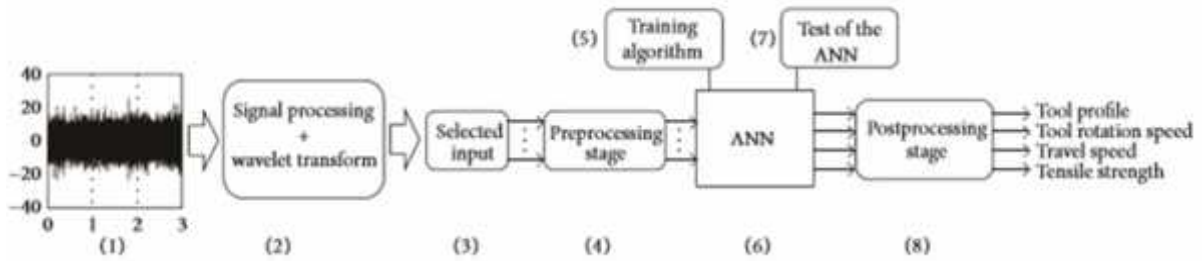 (5)
Training
algorithm
(7)
Test of the
ANN
40
20
0
−20
−40
0 1 2 3
(1)
Signal processing
+
wavelet transform
(2)
Selected
input
(3)
Preprocessing
stage
(4)
ANN
(6)
Postprocessing
stage
(8)
Tool profile
Tool rotation speed
Travel speed
Tensile strength